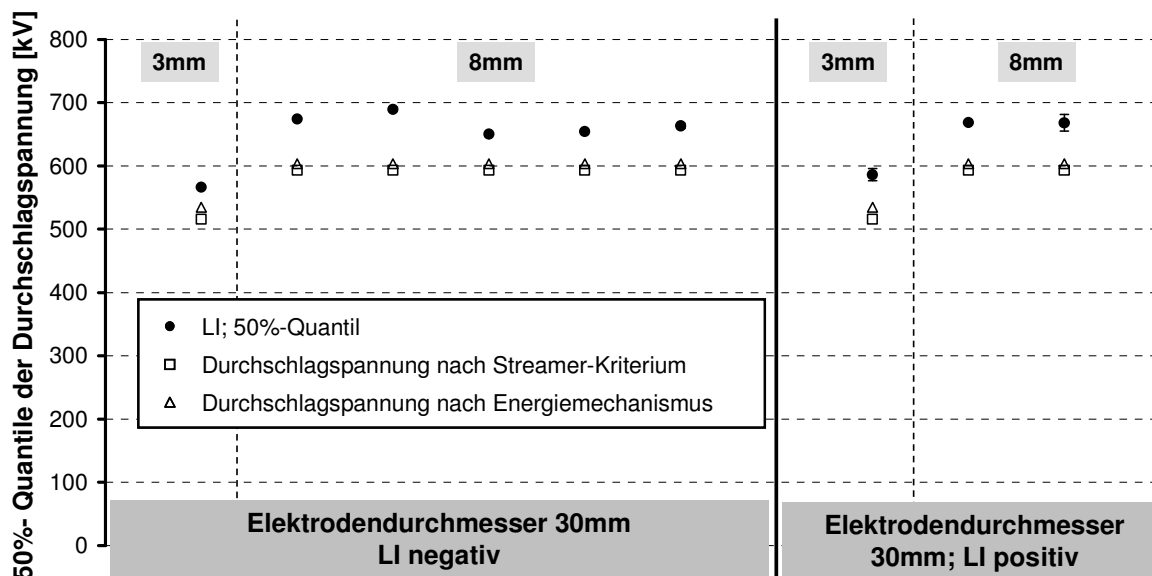 50%- Quantile der Durchschlagspannung [kV]
800
700
600
500
400
300
200
100
0
3mm
8mm
3mm
8mm
LI; 50%-Quantil
Durchschlagspannung nach Streamer-Kriterium
Durchschlagspannung nach Energiemechanismus
Elektrodendurchmesser 30mm
LI negativ
Elektrodendurchmesser
30mm; LI positiv